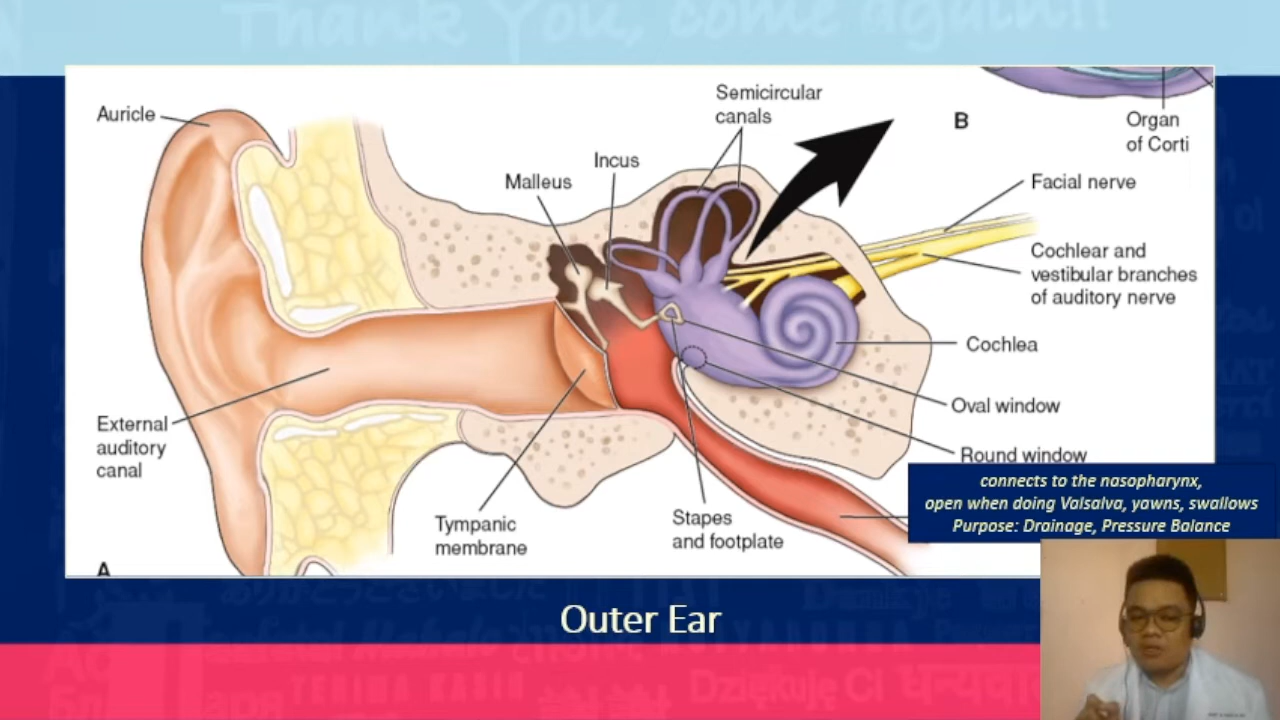 Thank You, come again!!
Auricle
Semicircular
canals
B
Organ
of Corti
Incus
Malleus
Facial nerve
Cochlear and
vestibular branches
of auditory nerve
Cochlea
Oval window
Round window
External
auditory
canal
connects to the nasopharynx,
open when doing Valsalva, yawns, swallows
Purpose: Drainage, Pressure Balance
Tympanic
membrane
Stapes
and footplate
A
Outer Ear
TERIMA KASIH
Dziękuję Ci